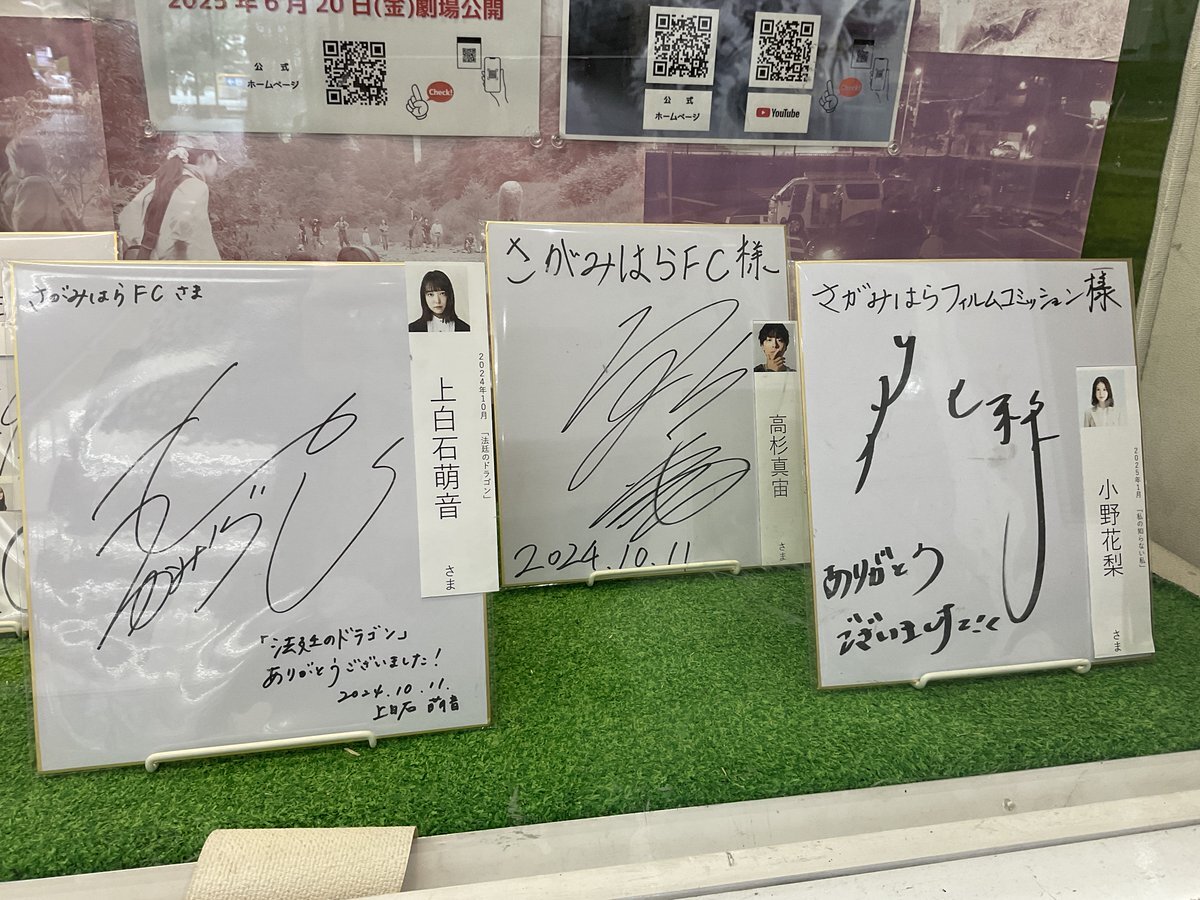 2025年6月20日(金)劇場公開
公式
ホームページ
Check!
公式
ホームページ
YouTube
Check!
さがみはらFCさま
「法廷のドラゴン」
ありがとうございました!
2024.10.11.
上白石萌音
2024年10月 「法廷のドラゴン」
上白石萌音
さま
さがみはらFC様
2024.10.11
高杉真宙
さま
さがみはらフィルムコミッション様
ありがとう
ございます
2025年1月 「私の知らない私」
小野花梨
さま